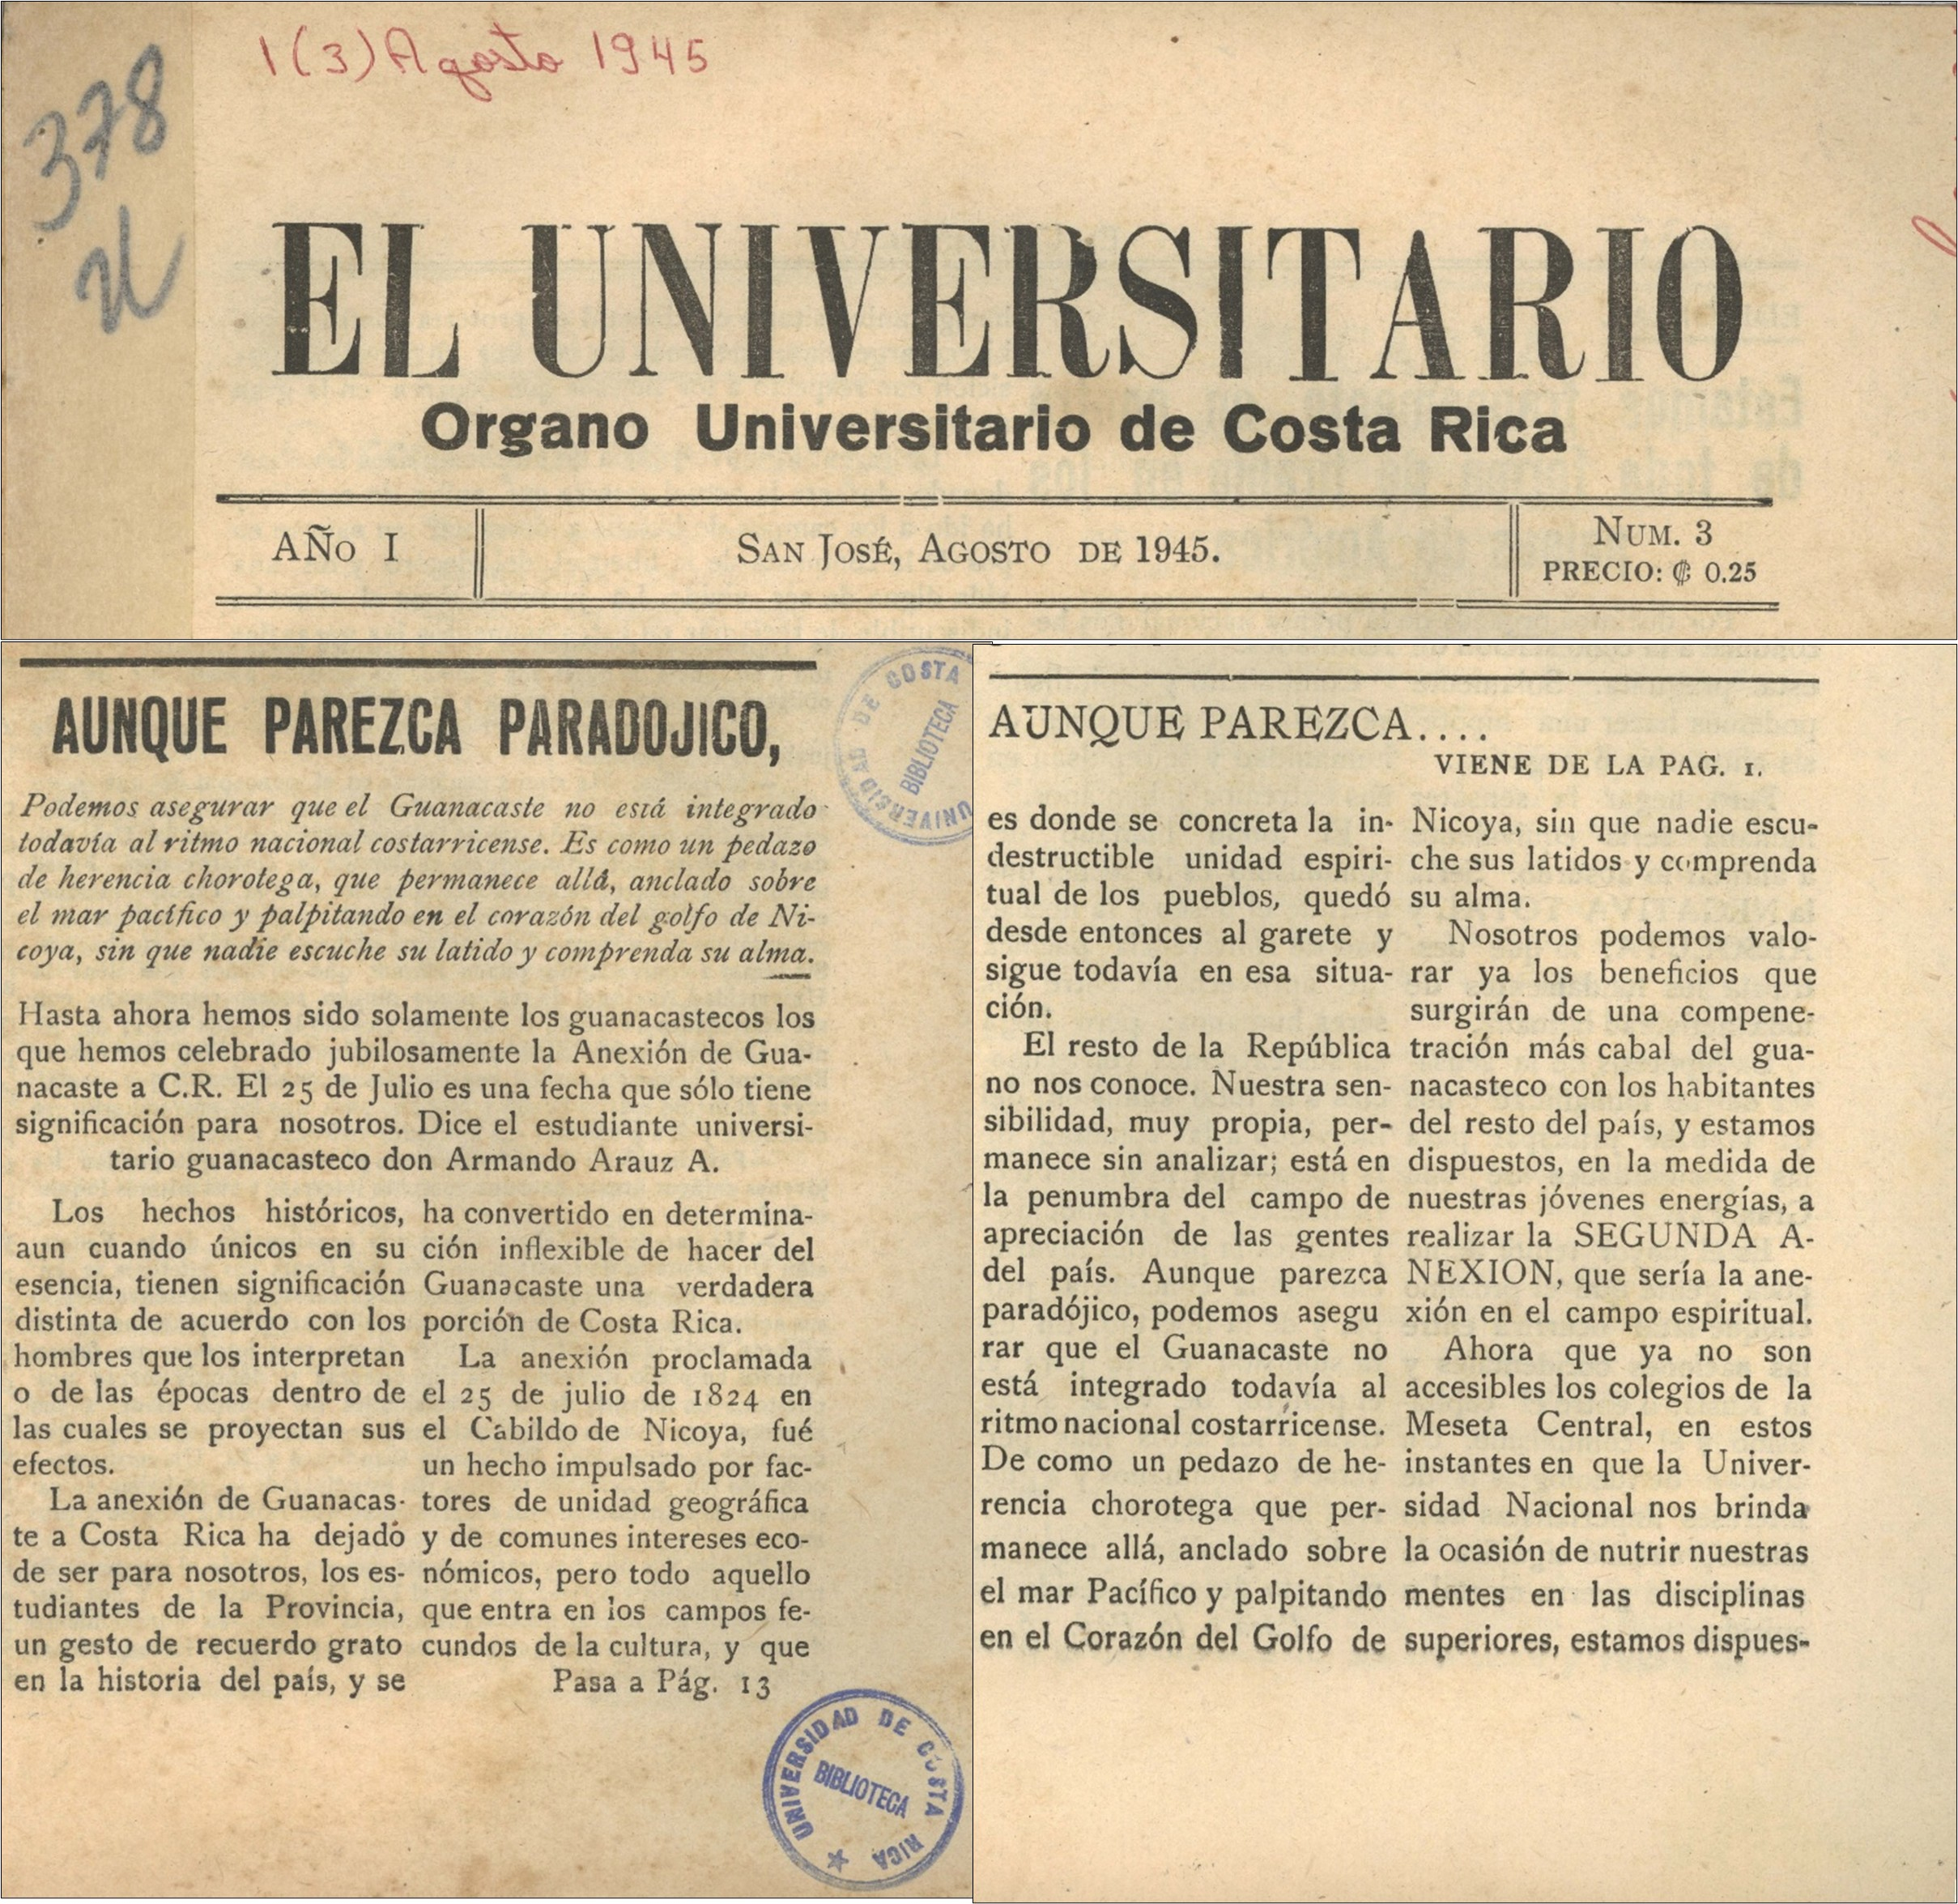 1(3) Agosto 1945
378
U
EL UNIVERSITARIO
Organo Universitario de Costa Rica
AÑO I
SAN JOSÉ, AGOSTO DE 1945.
NUM. 3
PRECIO: ₡ 0.25
AUNQUE PAREZCA PARADOJICO,
Podemos asegurar que el Guanacaste no está integrado
todavía al ritmo nacional costarricense. Es como un pedazo
de herencia chorotega, que permanece allá, anclado sobre
el mar pacífico y palpitando en el corazón del golfo de Ni-
coya, sin que nadie escuche su latido y comprenda su alma.
Hasta ahora hemos sido solamente los guanacastecos los
que hemos celebrado jubilosamente la Anexión de Gua-
nacaste a C.R. El 25 de Julio es una fecha que sólo tiene
significación para nosotros. Dice el estudiante universi-
tario guanacasteco don Armando Arauz A.
Los hechos históricos,
aun cuando únicos en su
esencia, tienen significación
distinta de acuerdo con los
hombres que los interpretan
o de las épocas dentro de
las cuales se proyectan sus
efectos.
La anexión de Guanacas-
te a Costa Rica ha dejado
de ser para nosotros, los es-
tudiantes de la Provincia,
un gesto de recuerdo grato
en la historia del país, y se
ha convertido en determina-
ción inflexible de hacer del
Guanacaste una verdadera
porción de Costa Rica.
La anexión proclamada
el 25 de julio de 1824 en
el Cabildo de Nicoya, fué
un hecho impulsado por fac-
tores de unidad geográfica
y de comunes intereses eco-
nómicos, pero todo aquello
que entra en los campos fe-
cundos de la cultura, y que
Pasa a Pág. 13
UNIVERSIDAD DE COSTA RICA
BIBLIOTECA
UNIVERSID DE COSTA
BIBLIOTECA
AUNQUE PAREZCA....
VIENE DE LA PAG. 1.
es donde se concreta la in-
destructible unidad espiri-
tual de los pueblos, quedó
desde entonces al garete y
sigue todavía en esa situa-
ción.
El resto de la República
no nos conoce. Nuestra sen-
sibilidad, muy propia, per-
manece sin analizar; está en
la penumbra del campo de
apreciación de las gentes
del país. Aunque parezca
paradójico, podemos asegu
rar que el Guanacaste no
está integrado todavía al
ritmo nacional costarricense.
De como un pedazo de he-
rencia chorotega que per-
manece allá, anclado sobre
el mar Pacífico y palpitando
en el Corazón del Golfo de
Nicoya, sin que nadie escu-
che sus latidos y comprenda
su alma.
Nosotros podemos valo-
rar ya los beneficios que
surgirán de una compene-
tración más cabal del gua-
nacasteco con los habitantes
del resto del país, y estamos
dispuestos, en la medida de
nuestras jóvenes energías, a
realizar la SEGUNDA A-
NEXION, que sería la ane-
xión en el campo espiritual.
Ahora que ya no son
accesibles los colegios de la
Meseta Central, en estos
instantes en que la Univer-
sidad Nacional nos brinda
la ocasión de nutrir nuestras
mentes en las disciplinas
superiores, estamos dispues-